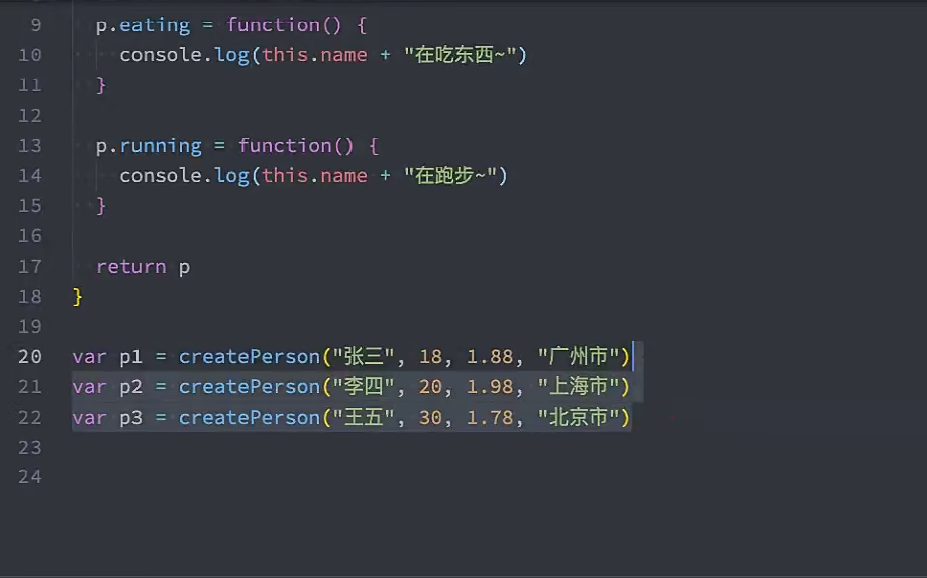 9 p.eating = function() {
10 console.log(this.name + "在吃东西~")
11 }
12
13 p.running = function() {
14 console.log(this.name + "在跑步~")
15 }
16
17 return p
18 }
19
20 var p1 = createPerson("张三", 18, 1.88, "广州市")
21 var p2 = createPerson("李四", 20, 1.98, "上海市")
22 var p3 = createPerson("王五", 30, 1.78, "北京市")
23
24